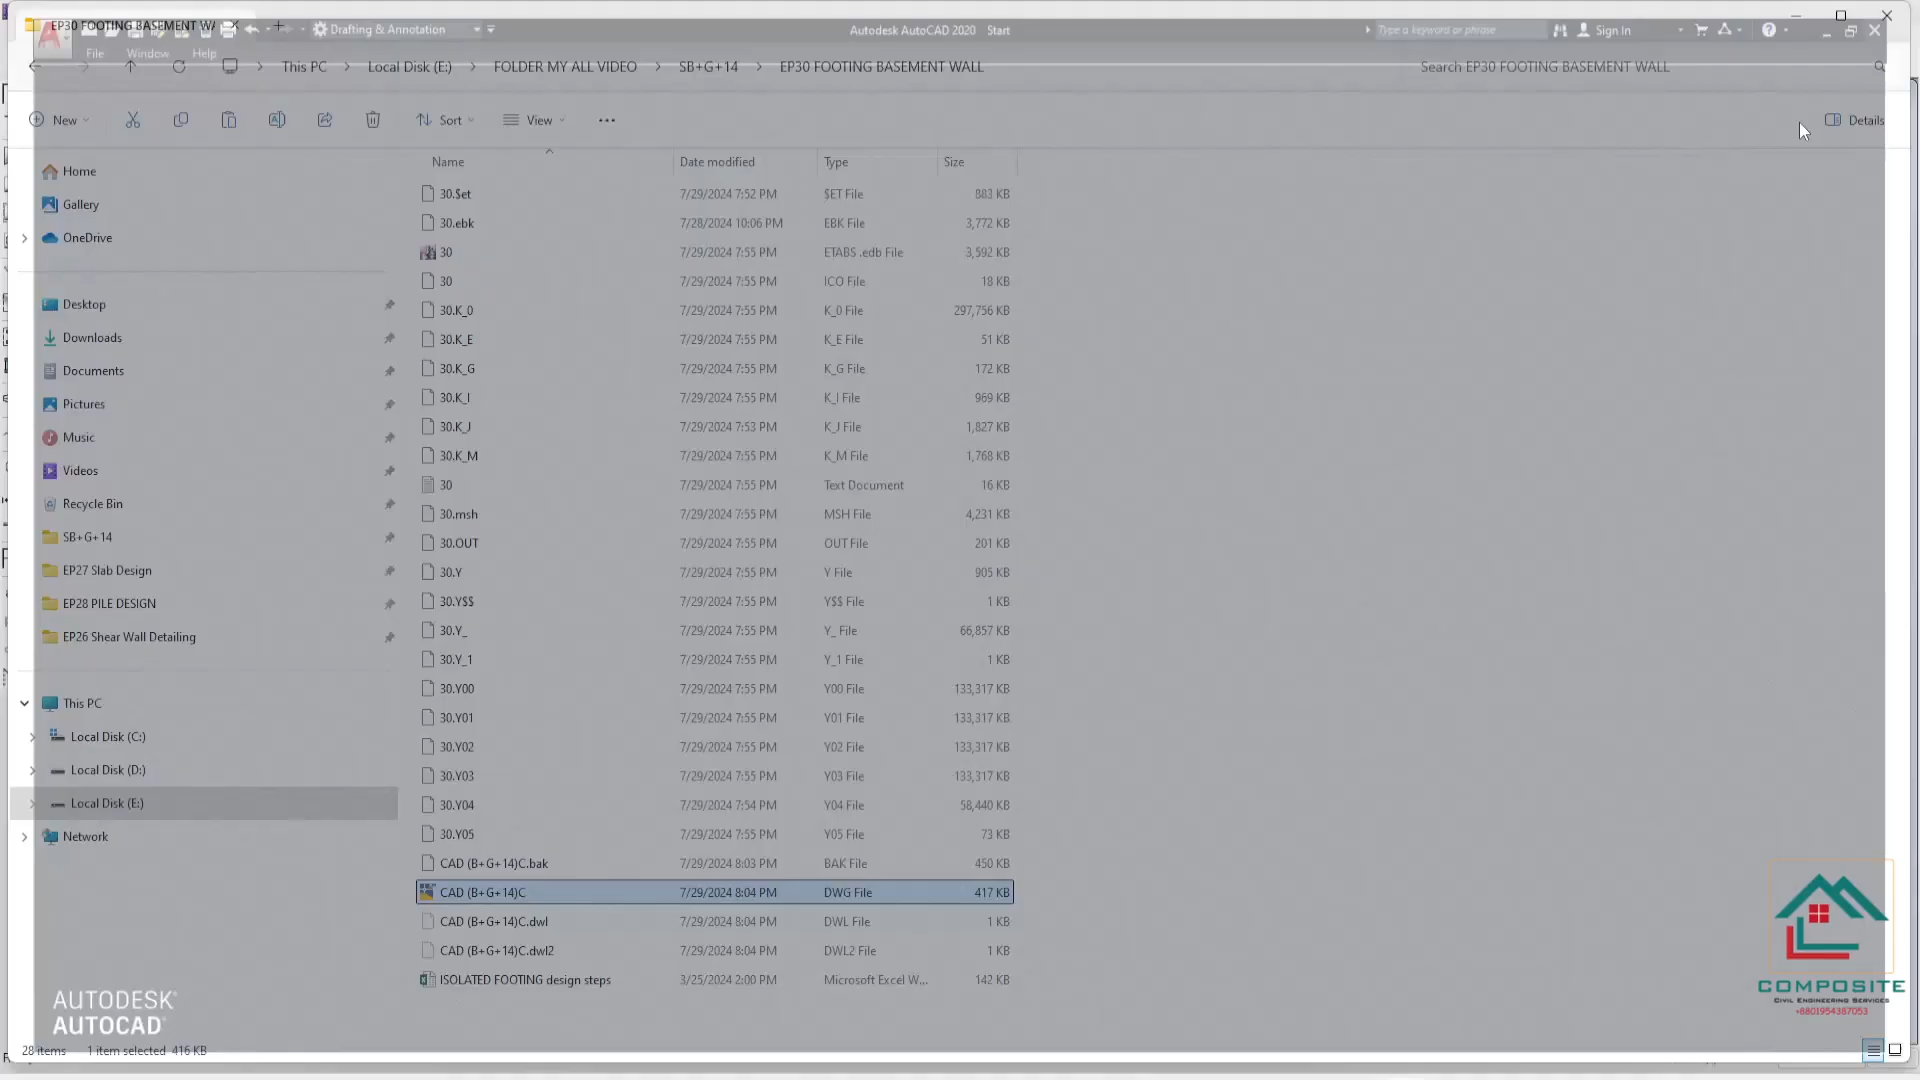 EP30 FOOTING BASEMENT WA
Drafting & Annotation
Autodesk AutoCAD 2020 Start
Type a keyword or phrase
Sign In
File Window Help
This PC > Local Disk (E:) > FOLDER MY ALL VIDEO > SB+G+14 > EP30 FOOTING BASEMENT WALL
Search EP30 FOOTING BASEMENT WALL
New
Sort
View
Details
Home
Gallery
OneDrive
Desktop
Downloads
Documents
Pictures
Music
Videos
Recycle Bin
SB+G+14
EP27 Slab Design
EP28 PILE DESIGN
EP26 Shear Wall Detailing
This PC
Local Disk (C:)
Local Disk (D:)
Local Disk (E:)
Network
Name Date modified Type Size
30.$et 7/29/2024 7:52 PM $ET File 883 KB
30.ebk 7/28/2024 10:06 PM EBK File 3,772 KB
30 7/29/2024 7:55 PM ETABS .edb File 3,592 KB
30 7/29/2024 7:55 PM ICO File 18 KB
30.K_0 7/29/2024 7:55 PM K_0 File 297,756 KB
30.K_E 7/29/2024 7:55 PM K_E File 51 KB
30.K_G 7/29/2024 7:55 PM K_G File 172 KB
30.K_I 7/29/2024 7:55 PM K_I File 969 KB
30.K_J 7/29/2024 7:53 PM K_J File 1,827 KB
30.K_M 7/29/2024 7:55 PM K_M File 1,768 KB
30 7/29/2024 7:55 PM Text Document 16 KB
30.msh 7/29/2024 7:55 PM MSH File 4,231 KB
30.OUT 7/29/2024 7:55 PM OUT File 201 KB
30.Y 7/29/2024 7:55 PM Y File 905 KB
30.Y$$ 7/29/2024 7:55 PM Y$$ File 1 KB
30.Y_ 7/29/2024 7:55 PM Y_ File 66,857 KB
30.Y_1 7/29/2024 7:55 PM Y_1 File 1 KB
30.Y00 7/29/2024 7:55 PM Y00 File 133,317 KB
30.Y01 7/29/2024 7:55 PM Y01 File 133,317 KB
30.Y02 7/29/2024 7:55 PM Y02 File 133,317 KB
30.Y03 7/29/2024 7:55 PM Y03 File 133,317 KB
30.Y04 7/29/2024 7:54 PM Y04 File 58,440 KB
30.Y05 7/29/2024 7:55 PM Y05 File 73 KB
CAD (B+G+14)C.bak 7/29/2024 8:03 PM BAK File 450 KB
CAD (B+G+14)C 7/29/2024 8:04 PM DWG File 417 KB
CAD (B+G+14)C.dwl 7/29/2024 8:04 PM DWL File 1 KB
CAD (B+G+14)C.dwl2 7/29/2024 8:04 PM DWL2 File 1 KB
ISOLATED FOOTING design steps 3/25/2024 2:00 PM Microsoft Excel W... 142 KB
AUTODESK®
AUTOCAD®
28 items 1 item selected 416 KB
COMPOSITE
Civil Engineering Services
+8801954387053